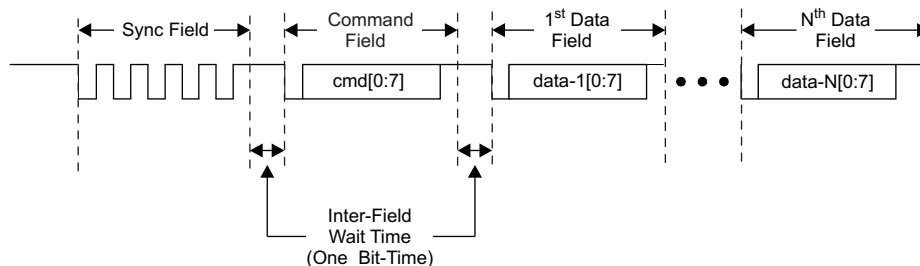 Sync Field
Command
Field
1st Data
Field
Nth Data
Field
cmd[0:7]
data-1[0:7]
data-N[0:7]
Inter-Field
Wait Time
(One Bit-Time)